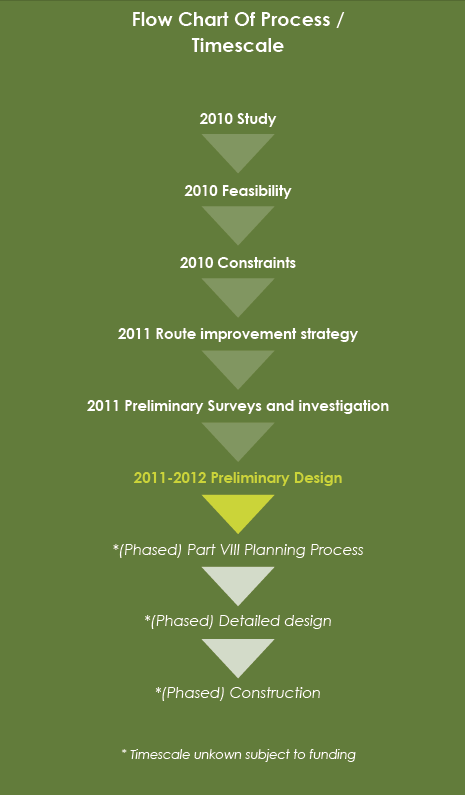 Flow Chart Of Process /
Timescale
2010 Study
2010 Feasibility
2010 Constraints
2011 Route improvement strategy
2011 Preliminary Surveys and investigation
2011-2012 Preliminary Design
*(Phased) Part VIII Planning Process
*(Phased) Detailed design
*(Phased) Construction
* Timescale unkown subject to funding